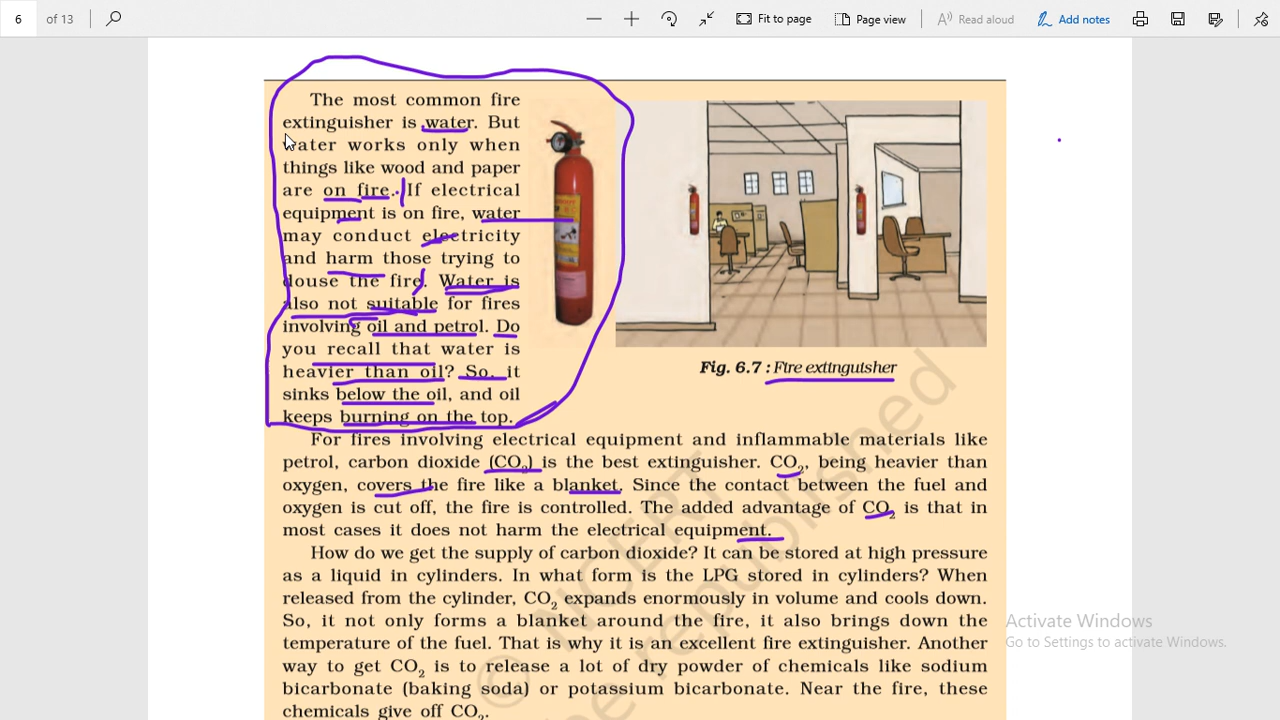 6 of 13
Fit to page
Page view
Read aloud
Add notes
The most common fire
extinguisher is water. But
water works only when
things like wood and paper
are on fire. If electrical
equipment is on fire, water
may conduct electricity
and harm those trying to
douse the fire. Water is
also not suitable for fires
involving oil and petrol. Do
you recall that water is
heavier than oil? So, it
sinks below the oil, and oil
keeps burning on the top.
Fig. 6.7 : Fire extinguisher
For fires involving electrical equipment and inflammable materials like
petrol, carbon dioxide (CO₂) is the best extinguisher. CO₂, being heavier than
oxygen, covers the fire like a blanket. Since the contact between the fuel and
oxygen is cut off, the fire is controlled. The added advantage of CO₂ is that in
most cases it does not harm the electrical equipment.
How do we get the supply of carbon dioxide? It can be stored at high pressure
as a liquid in cylinders. In what form is the LPG stored in cylinders? When
released from the cylinder, CO₂ expands enormously in volume and cools down.
So, it not only forms a blanket around the fire, it also brings down the
temperature of the fuel. That is why it is an excellent fire extinguisher. Another
way to get CO₂ is to release a lot of dry powder of chemicals like sodium
bicarbonate (baking soda) or potassium bicarbonate. Near the fire, these
chemicals give off CO₂.
© NCERT
be republished
Activate Windows
Go to Settings to activate Windows.